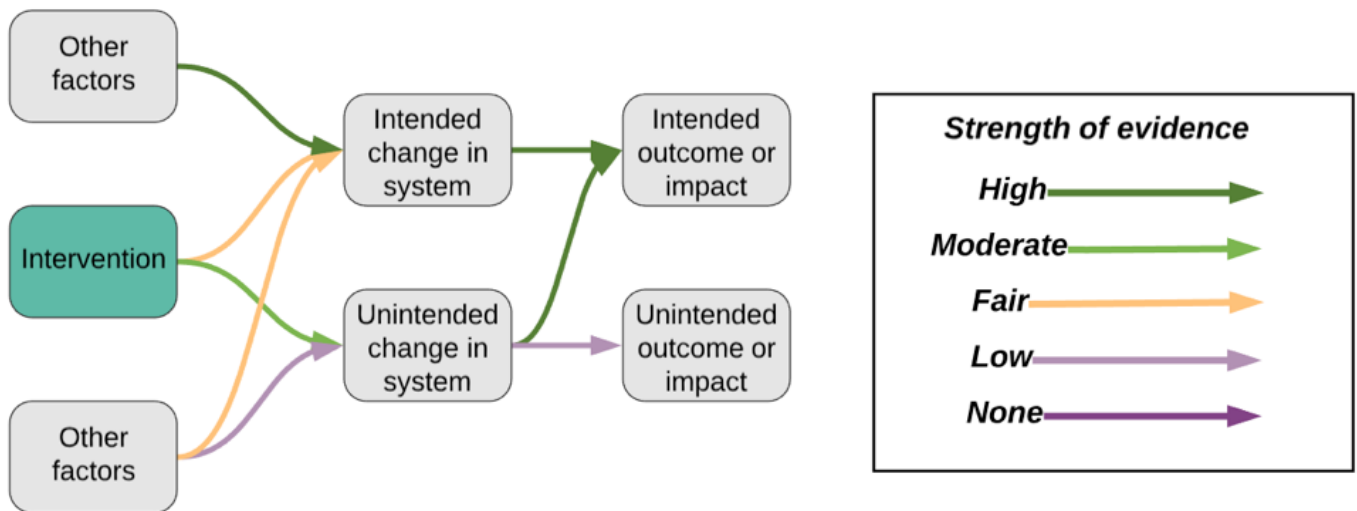 Other
factors
Intervention
Other
factors
Intended
change in
system
Unintended
change in
system
Intended
outcome or
impact
Unintended
outcome or
impact
Strength of evidence
High
Moderate
Fair
Low
None